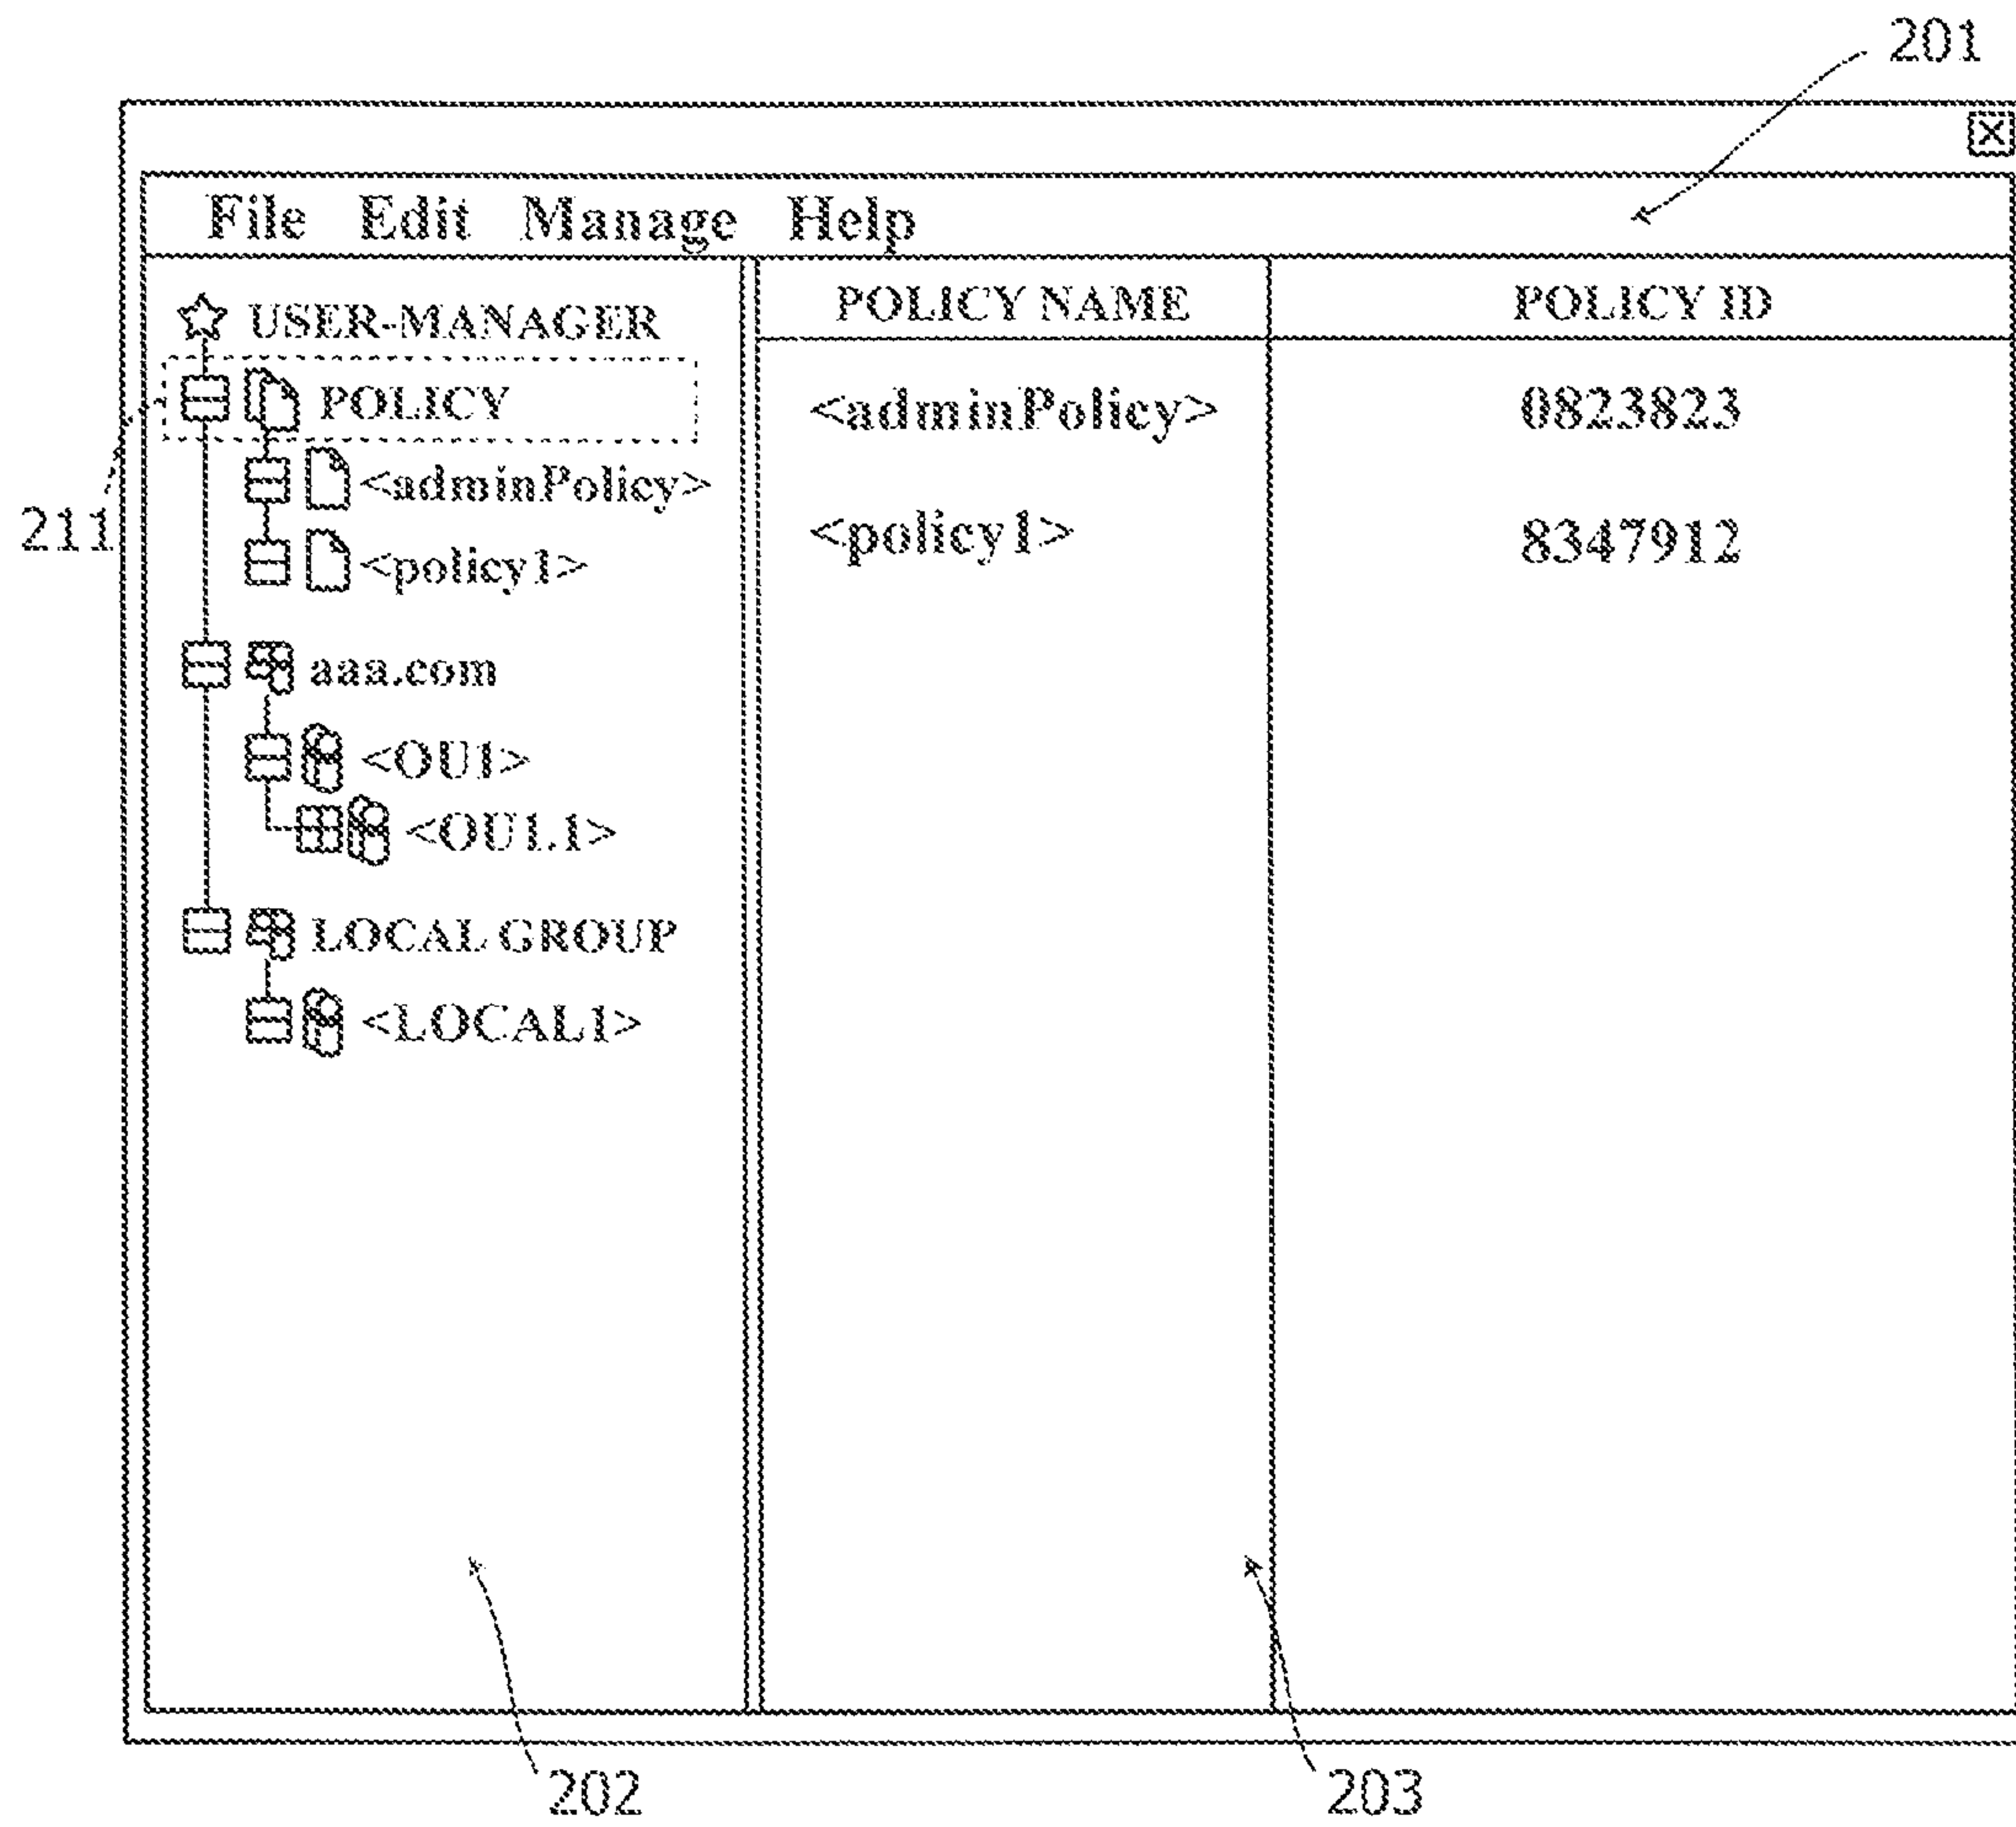 201
File Edit Manage Help
USER-MANAGER
POLICY
<adminPolicy>
<policy1>
aaa.com
<OU1>
<OU1.1>
LOCAL GROUP
<LOCAL1>
211
POLICY NAME POLICY ID
<adminPolicy> 0823823
<policy1> 8347912
202
203